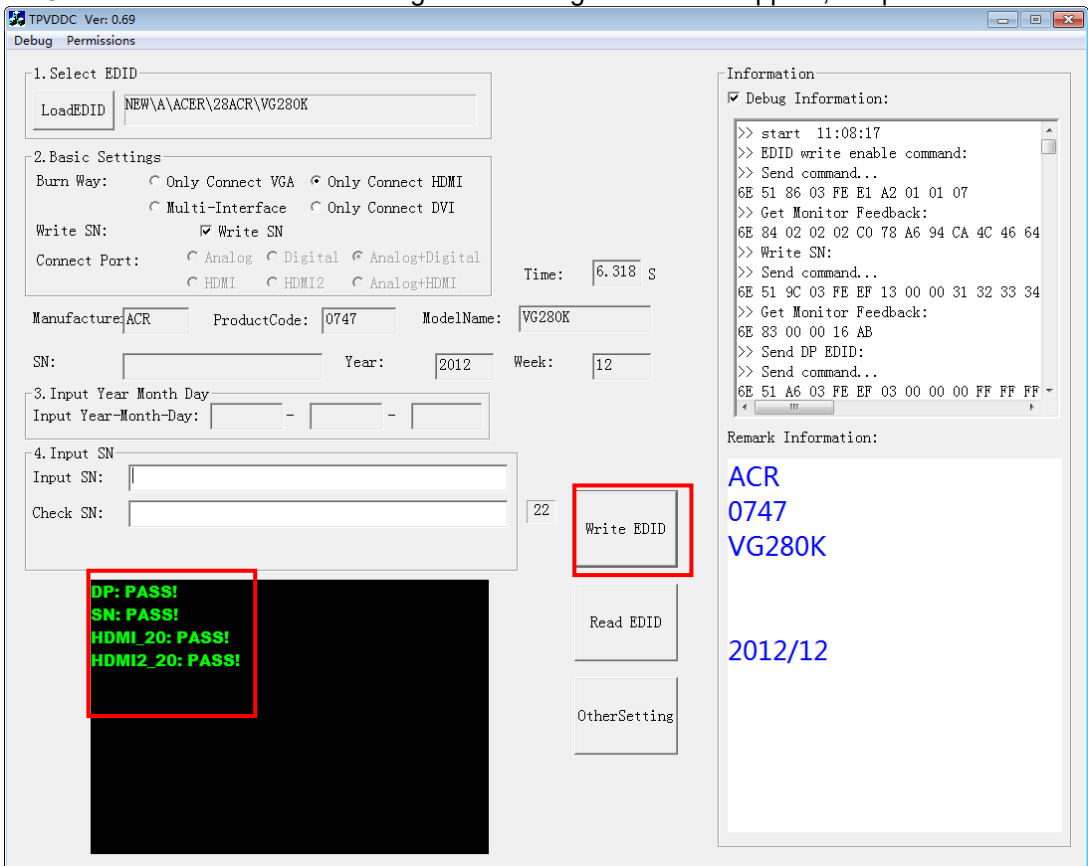 TPVDDC Ver: 0.69
Debug Permissions
1. Select EDID
LoadEDID NEW\A\ACER\28ACR\VG280K
2. Basic Settings
Burn Way: Only Connect VGA Only Connect HDMI
Multi-Interface Only Connect DVI
Write SN: Write SN
Connect Port: Analog Digital Analog+Digital
HDMI HDMI2 Analog+HDMI
Time: 6.318 S
Manufacture: ACR ProductCode: 0747 ModelName: VG280K
SN: Year: 2012 Week: 12
3. Input Year Month Day
Input Year-Month-Day: - -
4. Input SN
Input SN:
Check SN:
22
Write EDID
Read EDID
OtherSetting
DP: PASS!
SN: PASS!
HDMI_20: PASS!
HDMI2_20: PASS!
Information
Debug Information:
>> start 11:08:17
>> EDID write enable command:
>> Send command...
6E 51 86 03 FE E1 A2 01 01 07
>> Get Monitor Feedback:
6E 84 02 02 02 C0 78 A6 94 CA 4C 46 64
>> Write SN:
>> Send command...
6E 51 9C 03 FE EF 13 00 00 31 32 33 34
>> Get Monitor Feedback:
6E 83 00 00 16 AB
>> Send DP EDID:
>> Send command...
6E 51 A6 03 FE EF 03 00 00 00 FF FF FF
Remark Information:
ACR
0747
VG280K
2012/12